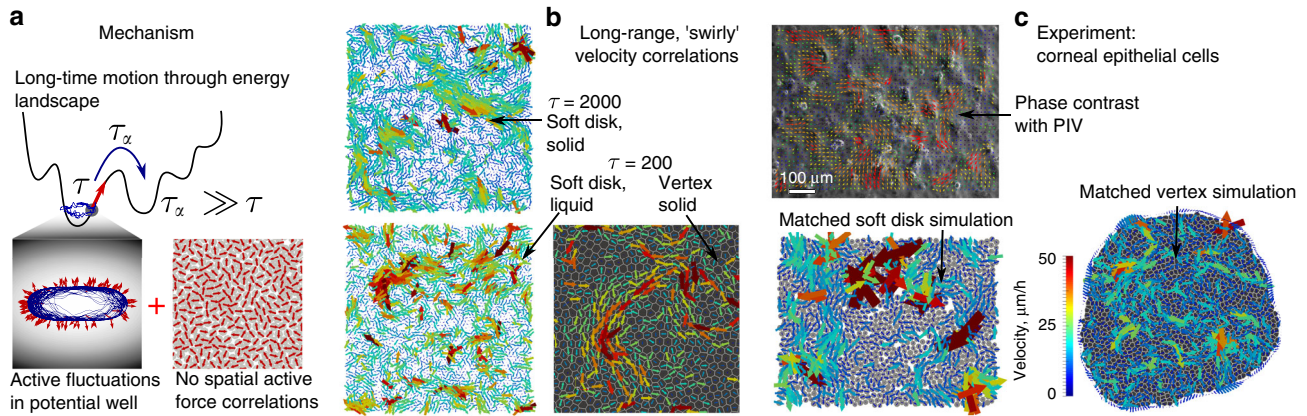 a
Mechanism
Long-time motion through energy
landscape
τα
τ
τα ≫ τ
+
Active fluctuations
in potential well
No spatial active
force correlations
b
Long-range, 'swirly'
velocity correlations
τ = 2000
Soft disk,
solid
τ = 200
Soft disk,
liquid
Vertex
solid
c
Experiment:
corneal epithelial cells
Phase contrast
with PIV
100 μm
Matched soft disk simulation
Matched vertex simulation
Velocity, μm/h
50
25
0